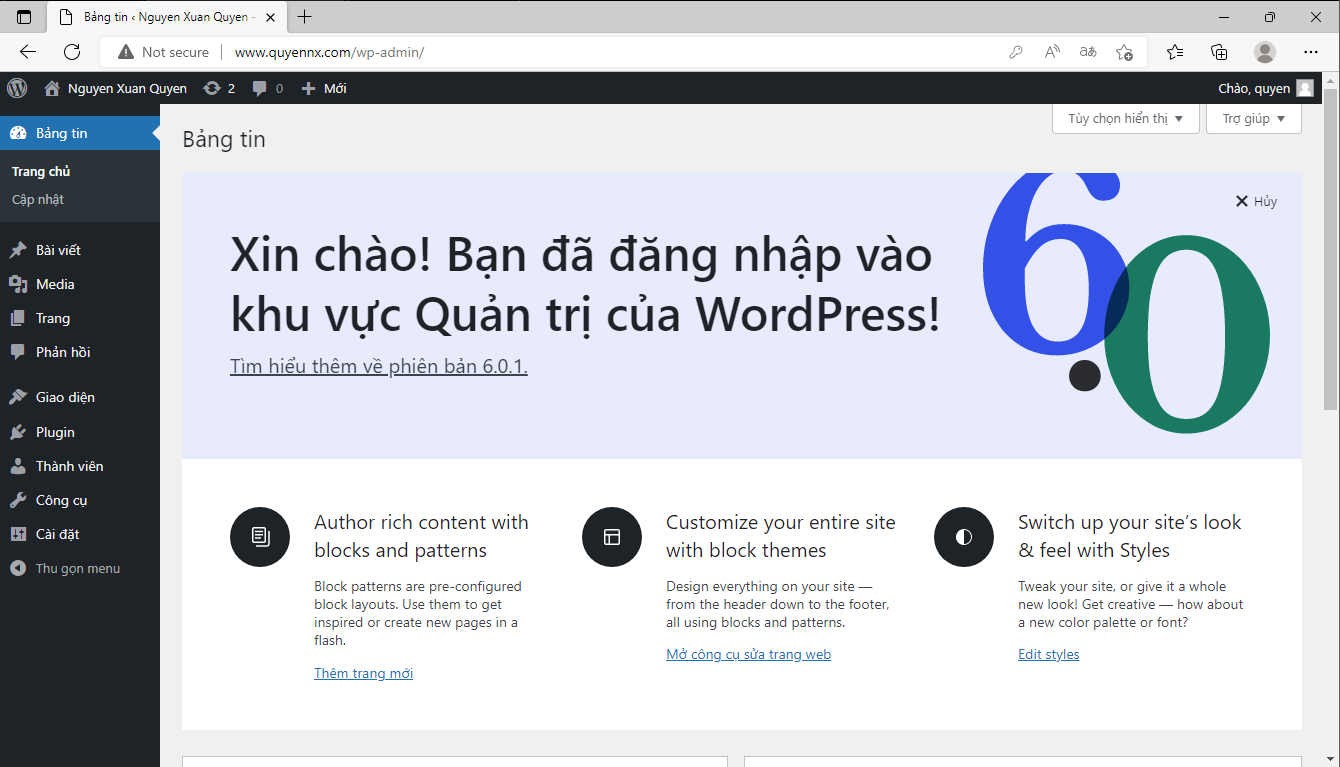 Bảng tin ‹ Nguyen Xuan Quyen –
Not secure www.quyennx.com/wp-admin/
Nguyen Xuan Quyen 2 0 Mới Chào, quyen
Bảng tin
Trang chủ
Cập nhật
Bài viết
Media
Trang
Phản hồi
Giao diện
Plugin
Thành viên
Công cụ
Cài đặt
Thu gọn menu
Tùy chọn hiển thị ▼ Trợ giúp ▼
Bảng tin
Hủy
Xin chào! Bạn đã đăng nhập vào
khu vực Quản trị của WordPress!
Tìm hiểu thêm về phiên bản 6.0.1.
6.0
Author rich content with
blocks and patterns
Block patterns are pre-configured
block layouts. Use them to get
inspired or create new pages in a
flash.
Thêm trang mới
Customize your entire site
with block themes
Design everything on your site —
from the header down to the footer,
all using blocks and patterns.
Mở công cụ sửa trang web
Switch up your site’s look
& feel with Styles
Tweak your site, or give it a whole
new look! Get creative — how about
a new color palette or font?
Edit styles